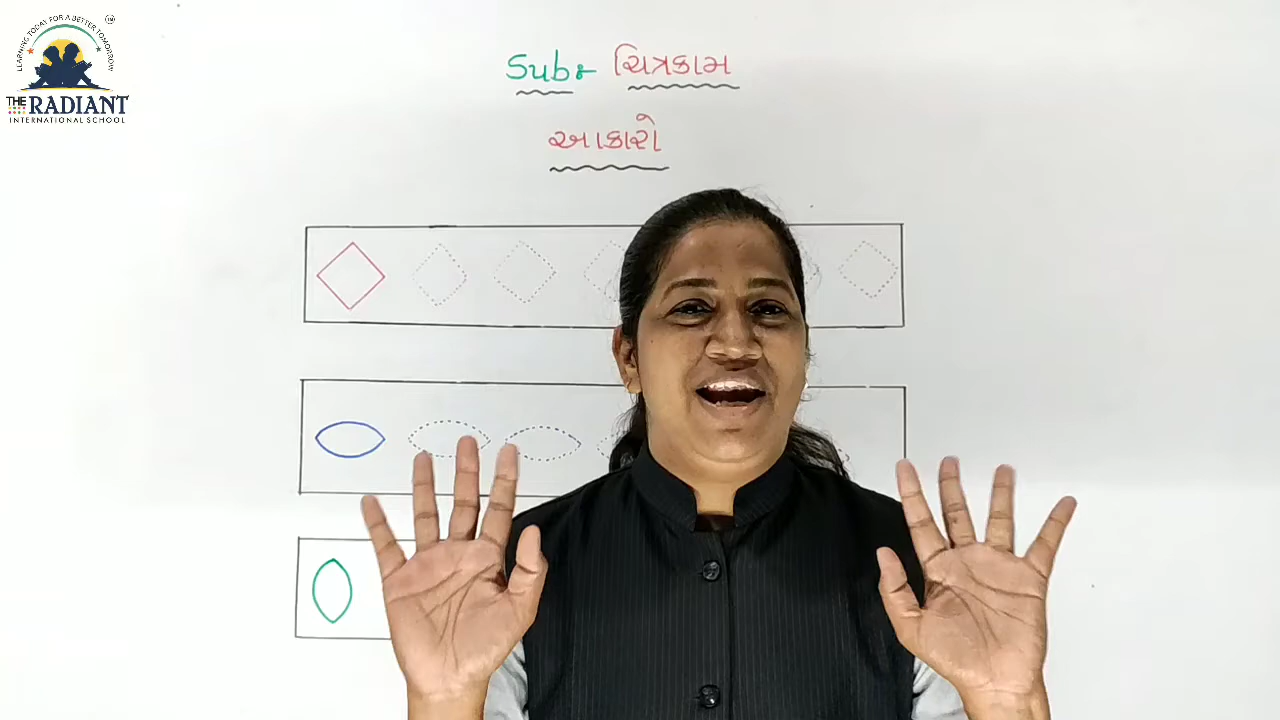 LEARNING TODAY FOR A BETTER TOMORROW
THE RADIANT
INTERNATIONAL SCHOOL
Sub:- ચિત્રકામ
આકારો